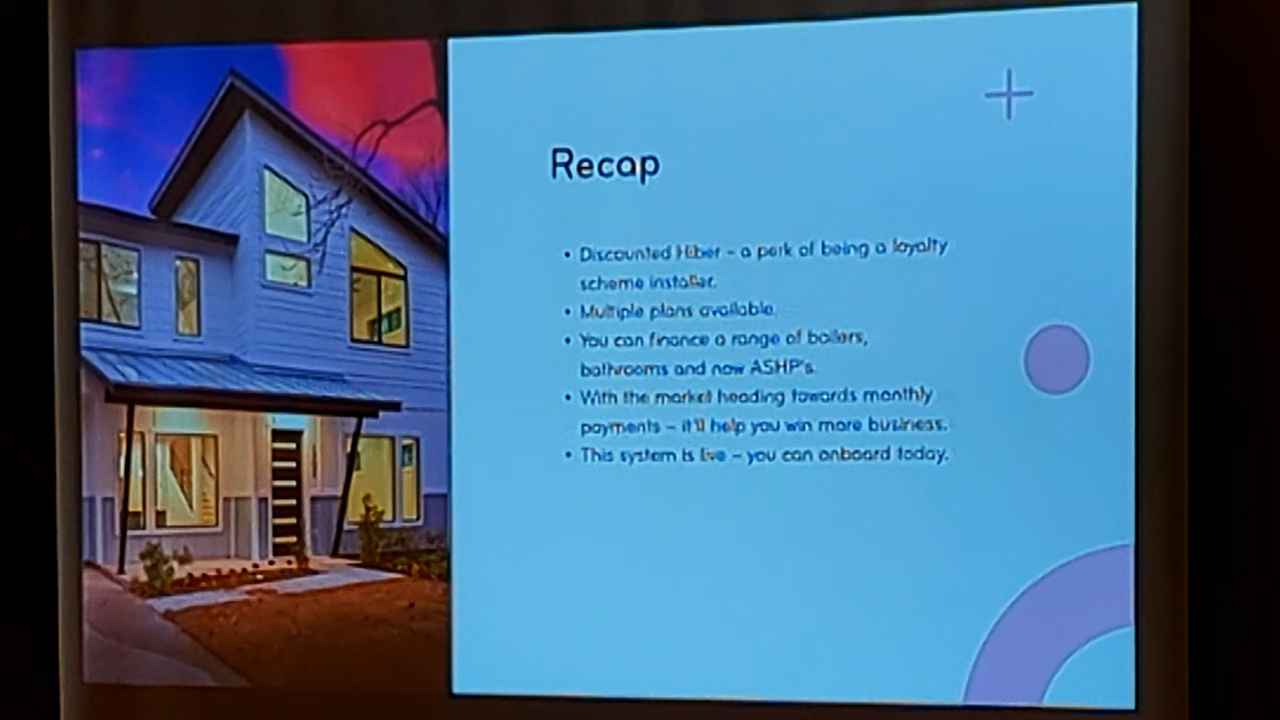 Recap
• Discounted Hiber – a perk of being a loyalty
scheme installer.
• Multiple plans available.
• You can finance a range of boilers,
bathrooms and now ASHP's.
• With the market heading towards monthly
payments – it'll help you win more business.
• This system is live – you can onboard today.